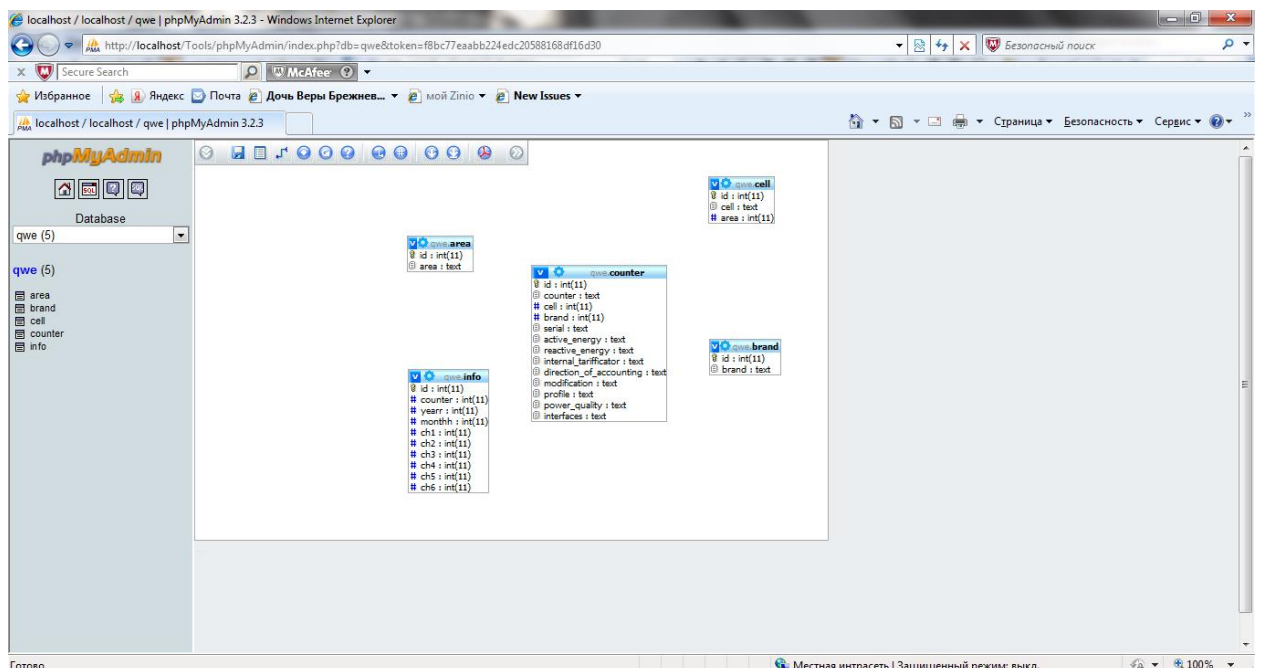 localhost / localhost / qwe | phpMyAdmin 3.2.3 - Windows Internet Explorer
http://localhost/Tools/phpMyAdmin/index.php?db=qwe&token=f8bc77eaabb224edc20588168df16d30
Безопасный поиск
Secure Search
McAfee
Избранное Яндекс Почта Дочь Веры Брежнев... мой Zinio New Issues
localhost / localhost / qwe | phpMyAdmin 3.2.3
Страница Безопасность Сервис
phpMyAdmin
SQL
Database
qwe (5)
qwe (5)
area
brand
cell
counter
info
qwe.area
id : int(11)
area : text
qwe.info
id : int(11)
counter : int(11)
yearr : int(11)
monthh : int(11)
ch1 : int(11)
ch2 : int(11)
ch3 : int(11)
ch4 : int(11)
ch5 : int(11)
ch6 : int(11)
qwe.counter
id : int(11)
counter : text
cell : int(11)
brand : int(11)
serial : text
active_energy : text
reactive_energy : text
internal_tarifficator : text
direction_of_accounting : text
modification : text
profile : text
power_quality : text
interfaces : text
qwe.cell
id : int(11)
cell : text
area : int(11)
qwe.brand
id : int(11)
brand : text
Готово
Местная интрасеть | Защищенный режим: выкл.
100%